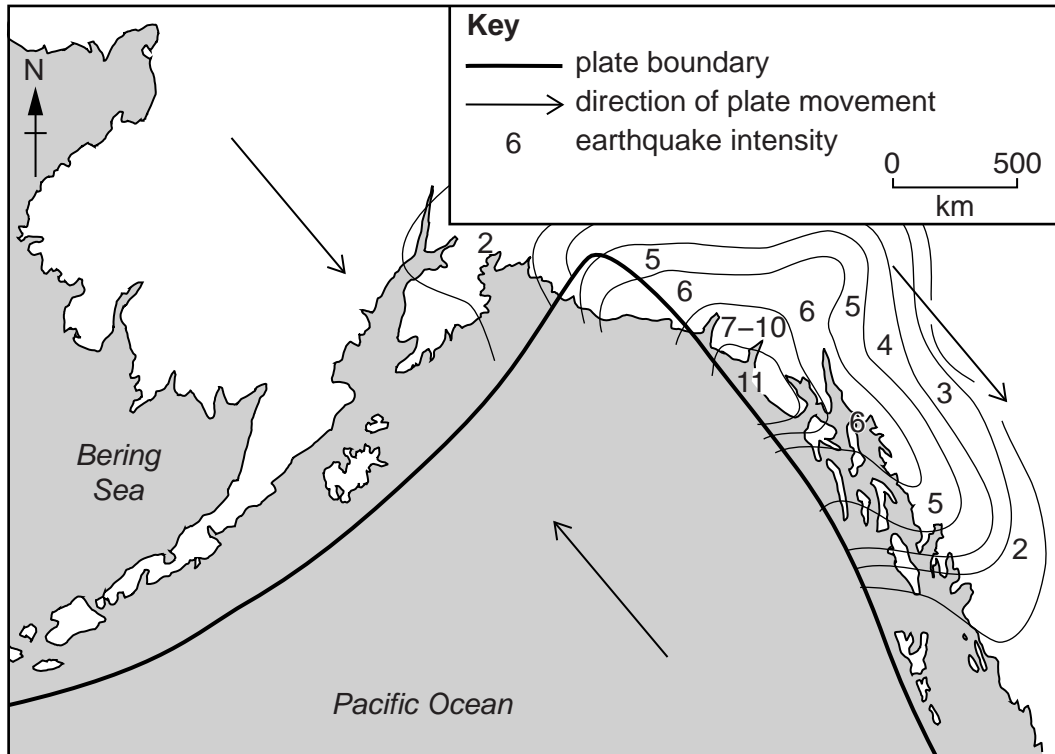 Key
plate boundary
direction of plate movement
6 earthquake intensity
0 500
km
N
2
5
6
5
6
7–10
4
11
3
6
Bering
Sea
5
2
Pacific Ocean